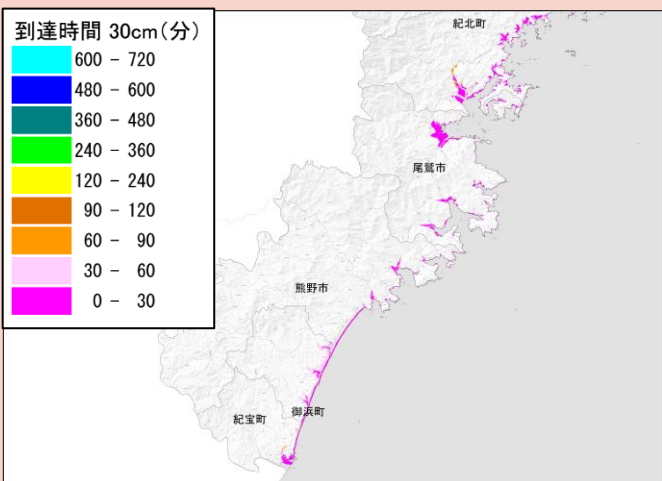 到達時間 30cm(分)
600 - 720
480 - 600
360 - 480
240 - 360
120 - 240
90 - 120
60 - 90
30 - 60
0 - 30
紀北町
尾鷲市
熊野市
御浜町
紀宝町